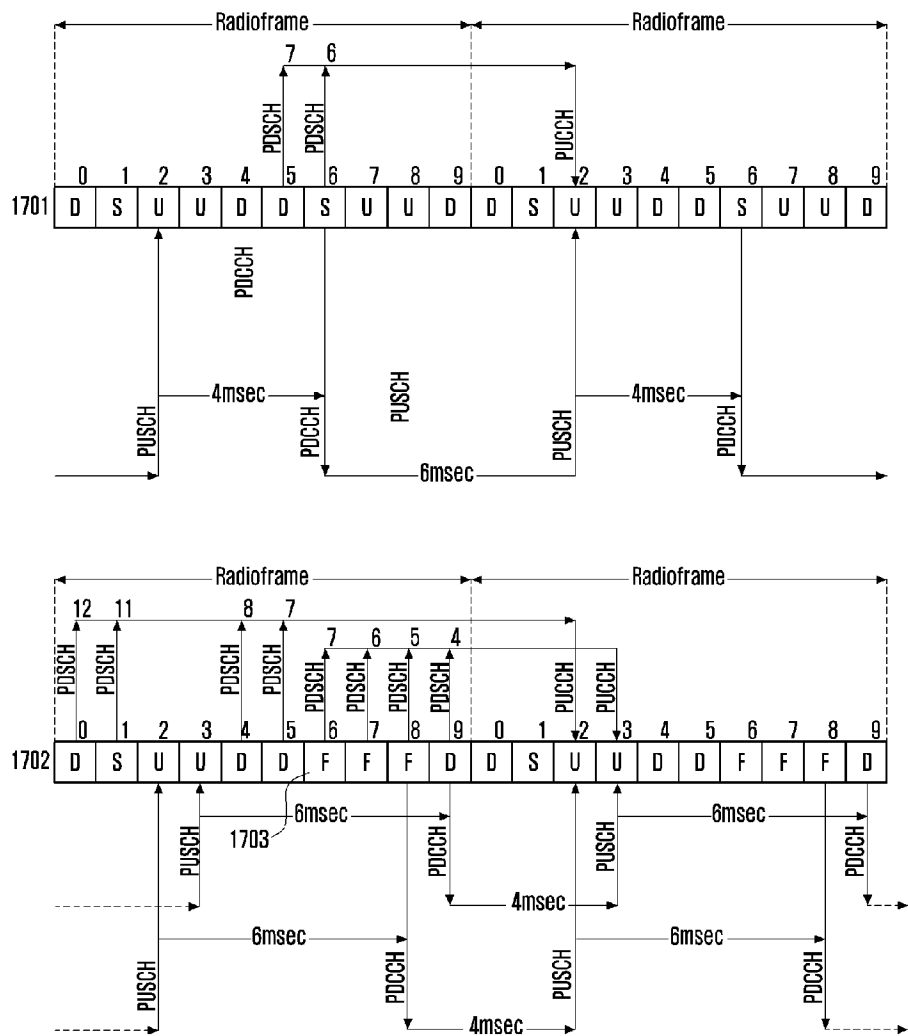 Radioframe Radioframe
7 6
PDSCH PDSCH PUCCH
0 1 2 3 4 5 6 7 8 9 0 1 2 3 4 5 6 7 8 9
1701 D S U U D D S U U D D S U U D D S U U D
PDCCH
4msec PUSCH 4msec
PUSCH PDCCH PUSCH PDCCH
6msec
Radioframe Radioframe
12 11 8 7
7 6 5 4
PDSCH PDSCH PDSCH PDSCH PDSCH PDSCH PDSCH PDSCH PUCCH PUCCH
0 1 2 3 4 5 6 7 8 9 0 1 2 3 4 5 6 7 8 9
1702 D S U U D D F F F D D S U U D D F F F D
6msec 6msec
1703
PUSCH PDCCH PUSCH PDCCH
4msec
6msec 6msec
PUSCH PDCCH PUSCH PDCCH
4msec